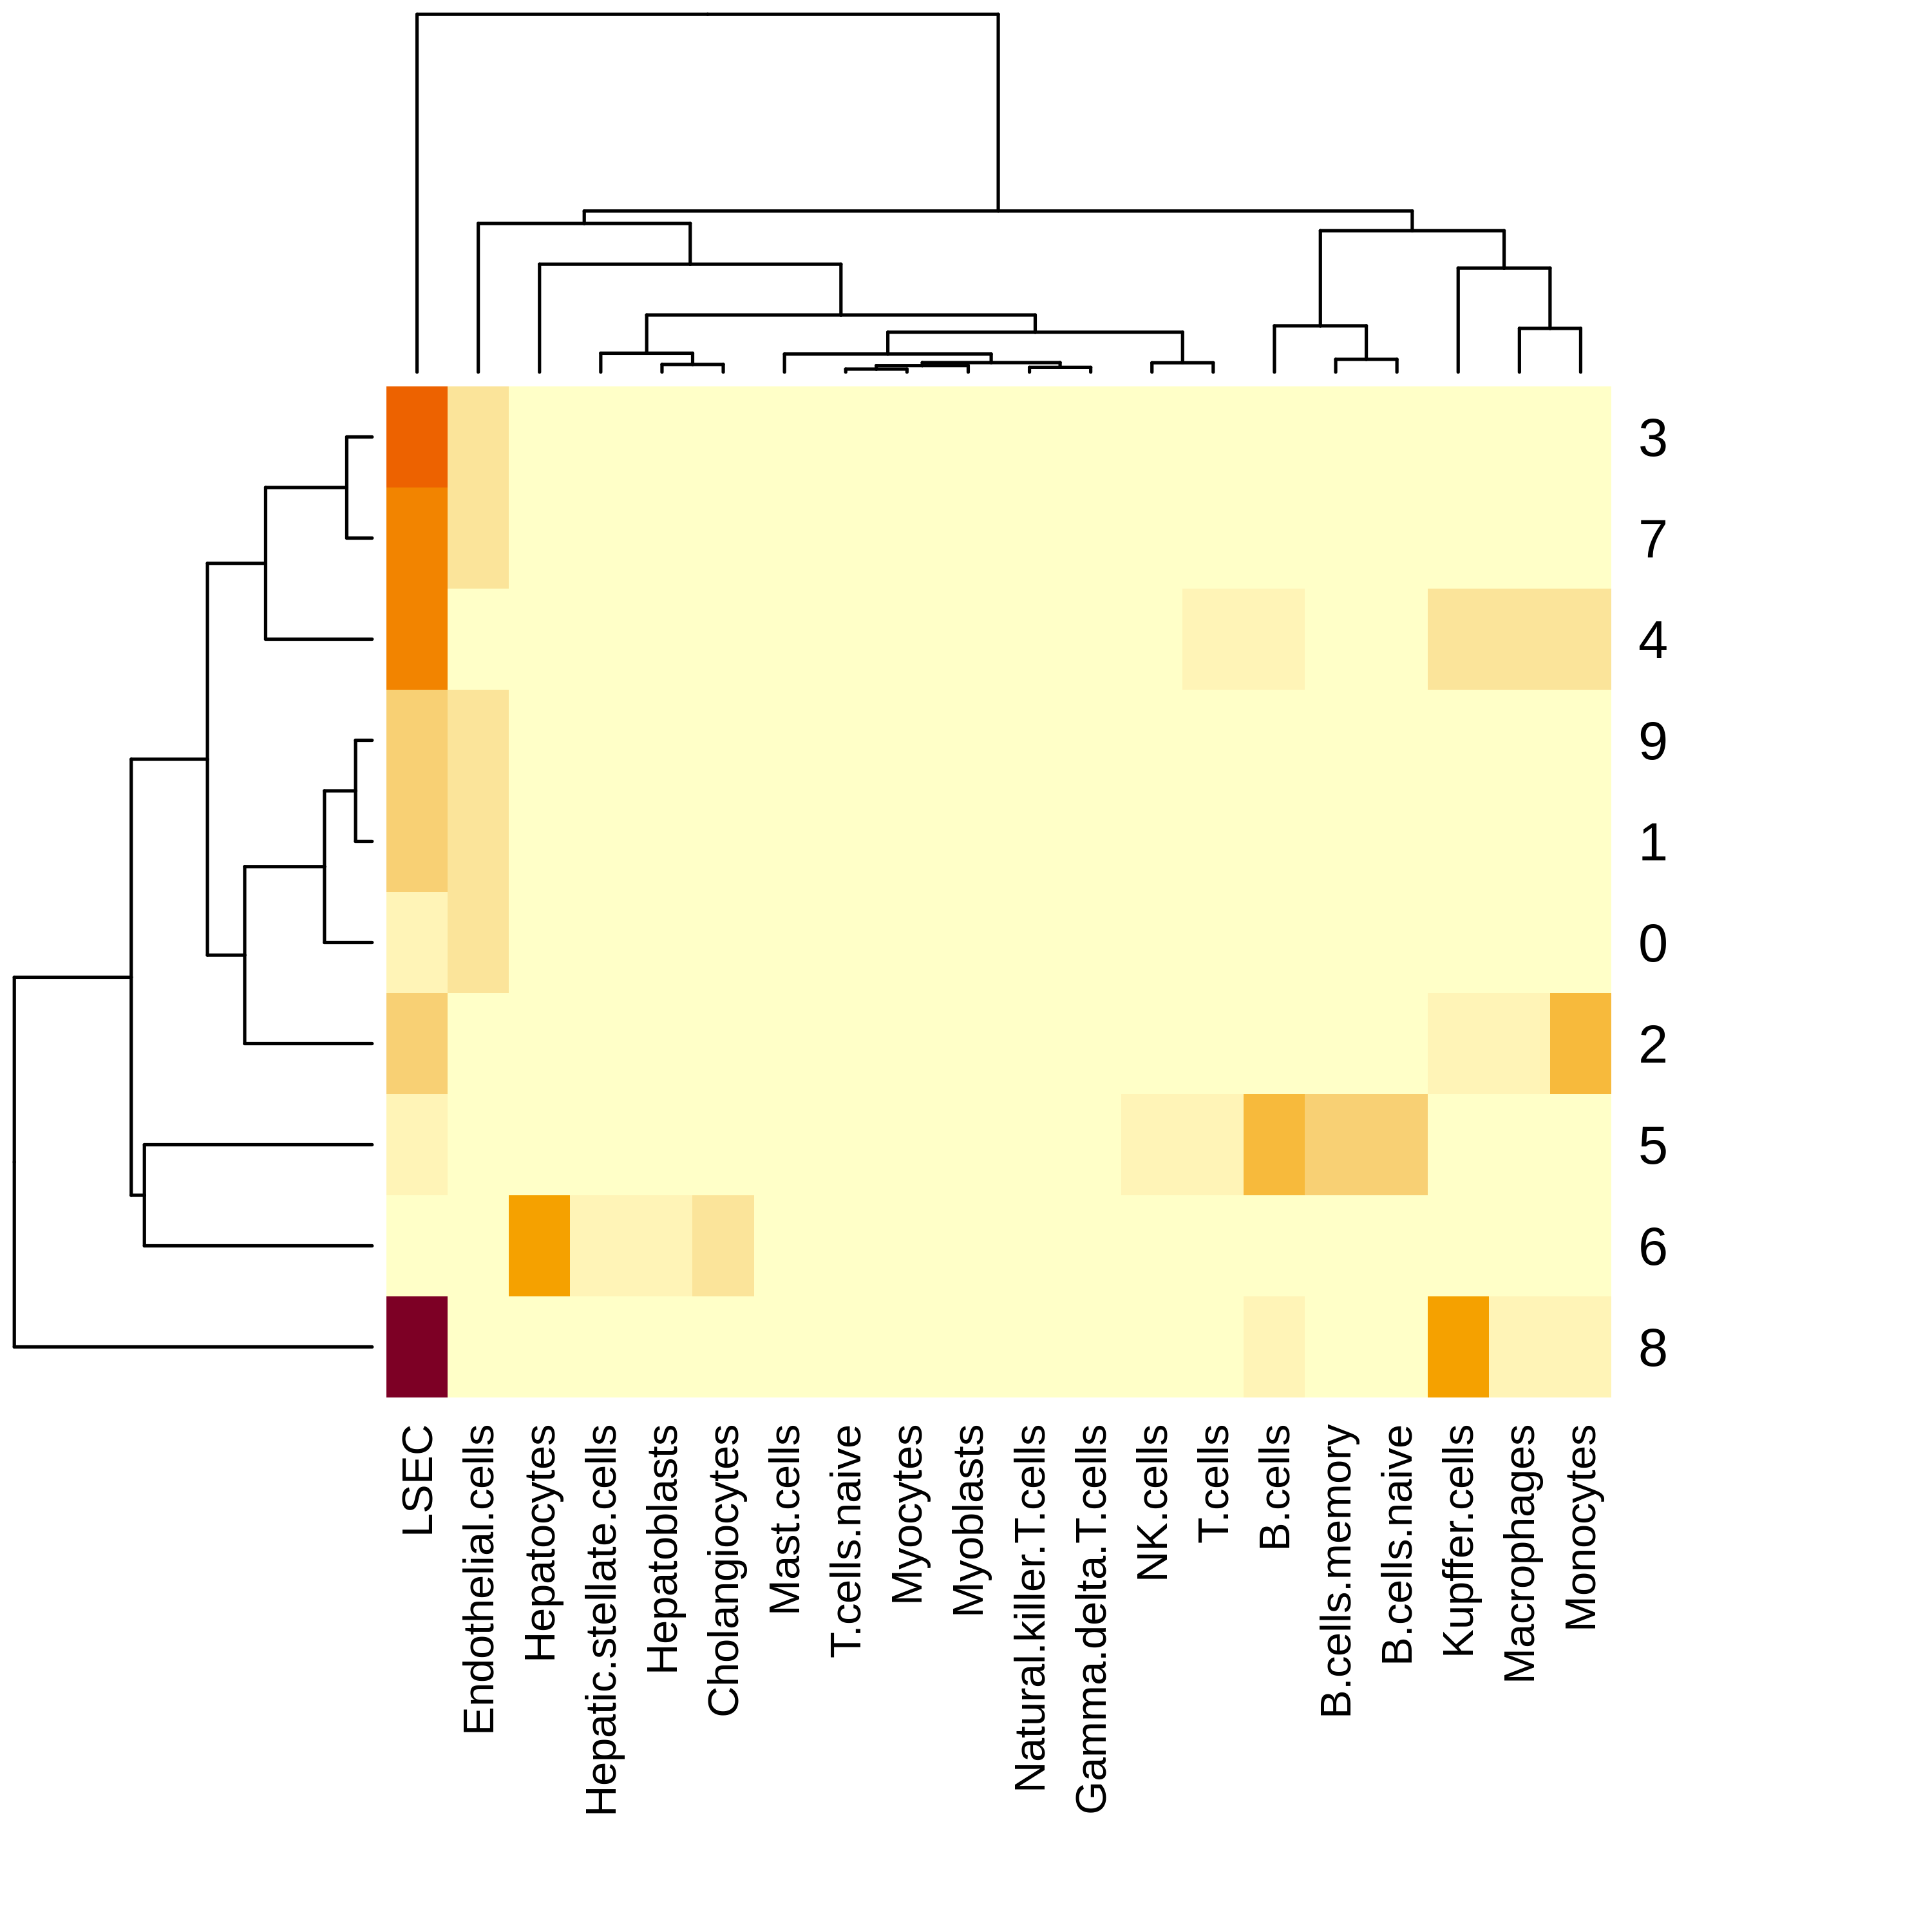 3
7
4
9
1
0
2
5
6
8
LSEC
Endothelial.cells
Hepatocytes
Hepatic.stellate.cells
Hepatoblasts
Cholangiocytes
Mast.cells
T.cells.naive
Myocytes
Myoblasts
Natural.killer.T.cells
Gamma.delta.T.cells
NK.cells
T.cells
B.cells
B.cells.memory
B.cells.naive
Kupffer.cells
Macrophages
Monocytes